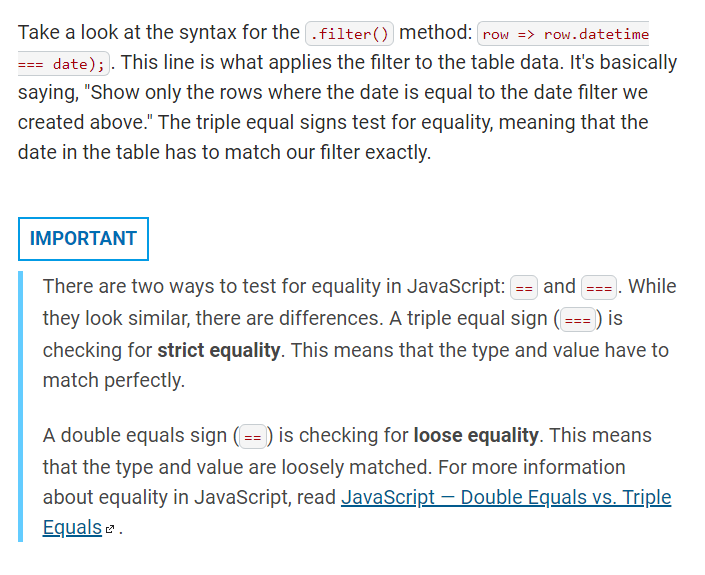 Take a look at the syntax for the .filter() method: row => row.datetime
=== date);. This line is what applies the filter to the table data. It's basically
saying, "Show only the rows where the date is equal to the date filter we
created above." The triple equal signs test for equality, meaning that the
date in the table has to match our filter exactly.
IMPORTANT
There are two ways to test for equality in JavaScript: == and ===. While
they look similar, there are differences. A triple equal sign (===) is
checking for strict equality. This means that the type and value have to
match perfectly.
A double equals sign (==) is checking for loose equality. This means
that the type and value are loosely matched. For more information
about equality in JavaScript, read JavaScript — Double Equals vs. Triple
Equals.